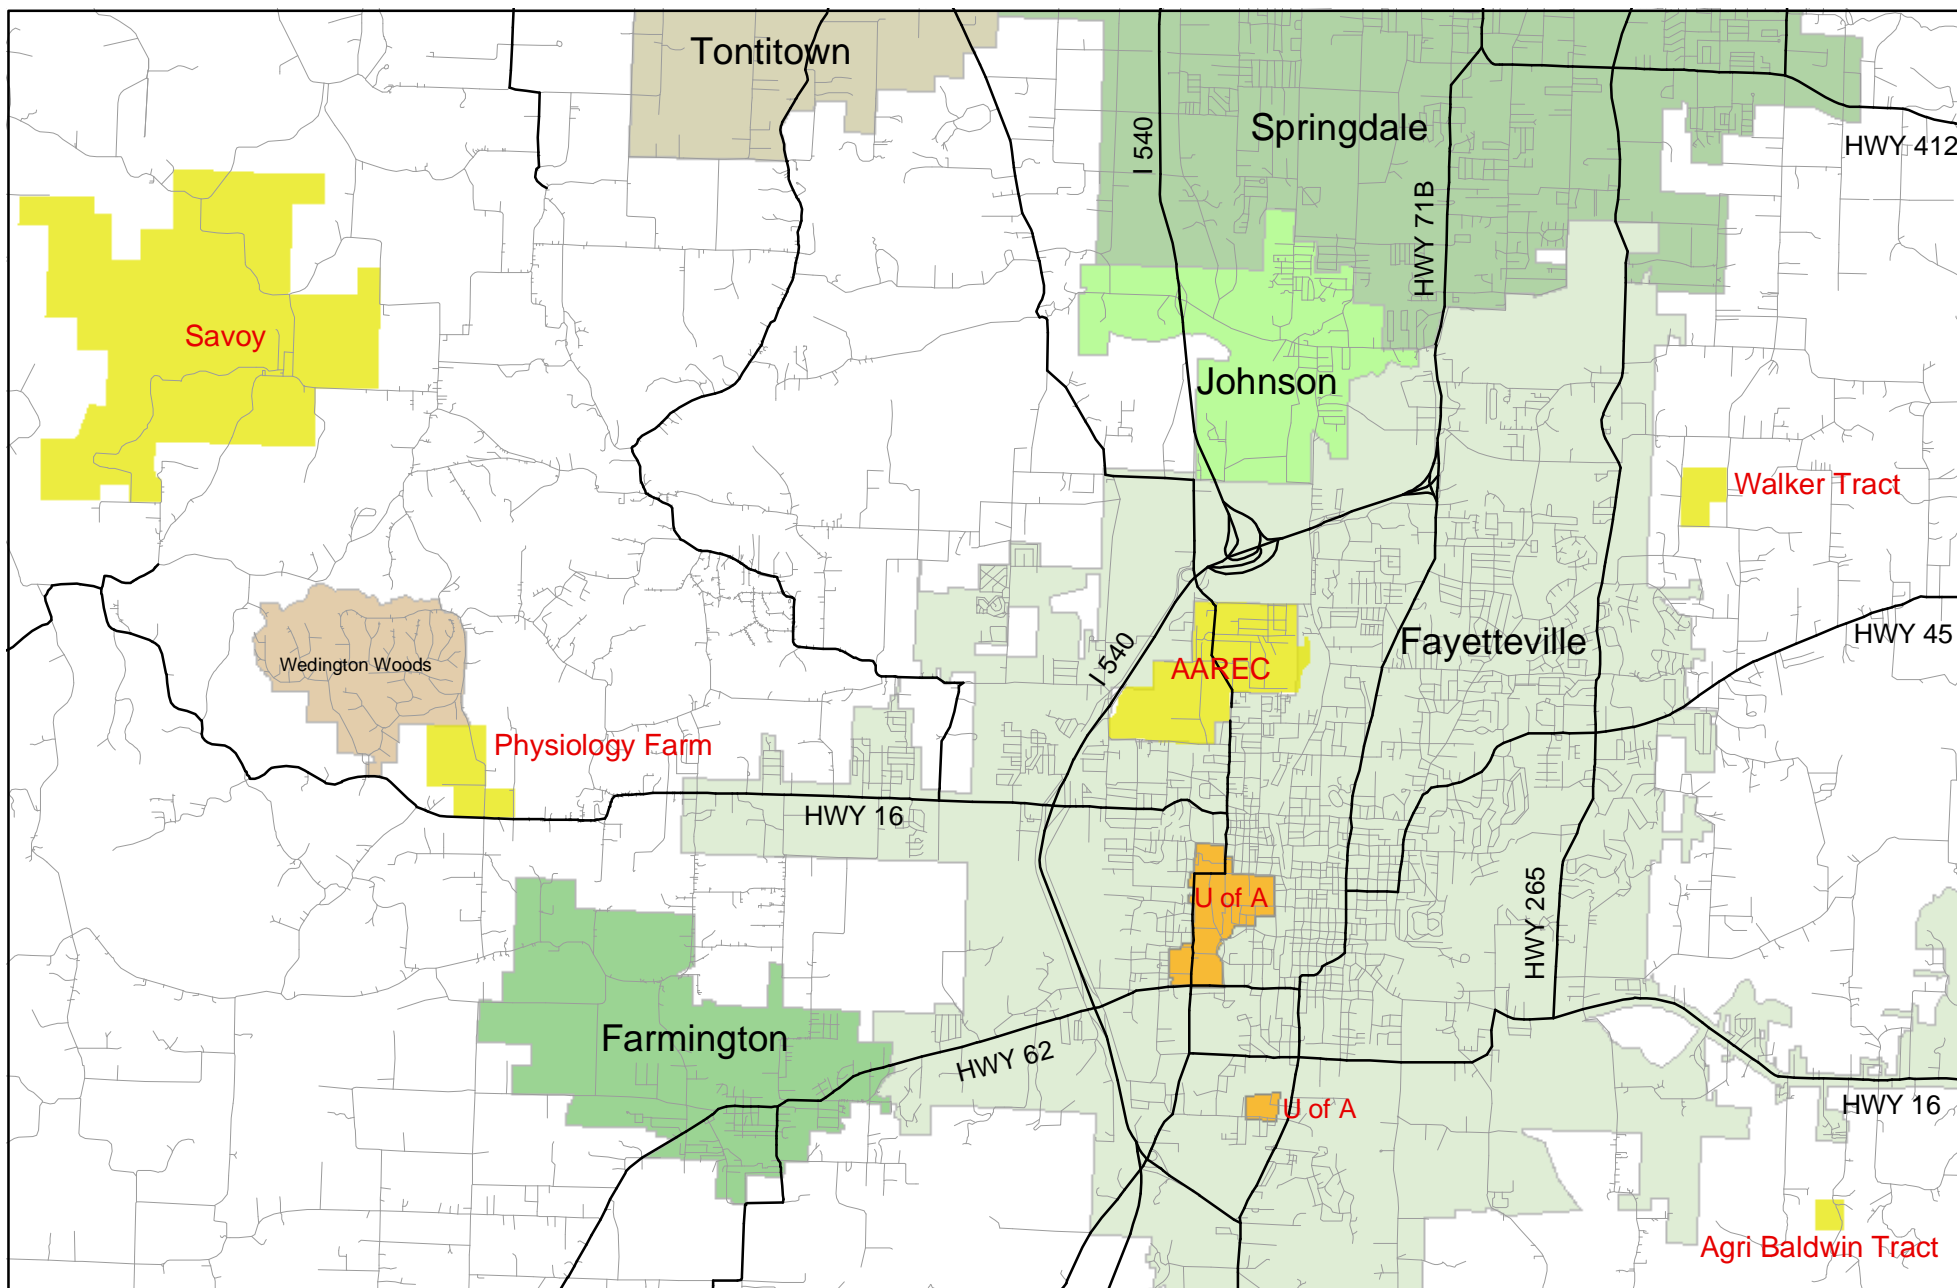 Tontitown
Springdale
I 540
HWY 412
HWY 71B
Savoy
Johnson
Walker Tract
HWY 45
Fayetteville
I 540
AAREC
Wedington Woods
Physiology Farm
HWY 16
U of A
HWY 265
Farmington
HWY 62
U of A
HWY 16
Agri Baldwin Tract